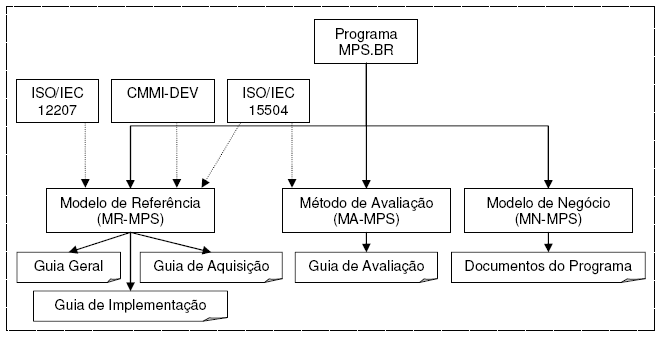 Programa
MPS.BR
ISO/IEC
12207
CMMI-DEV
ISO/IEC
15504
Modelo de Referência
(MR-MPS)
Método de Avaliação
(MA-MPS)
Modelo de Negócio
(MN-MPS)
Guia Geral
Guia de Aquisição
Guia de Avaliação
Documentos do Programa
Guia de Implementação